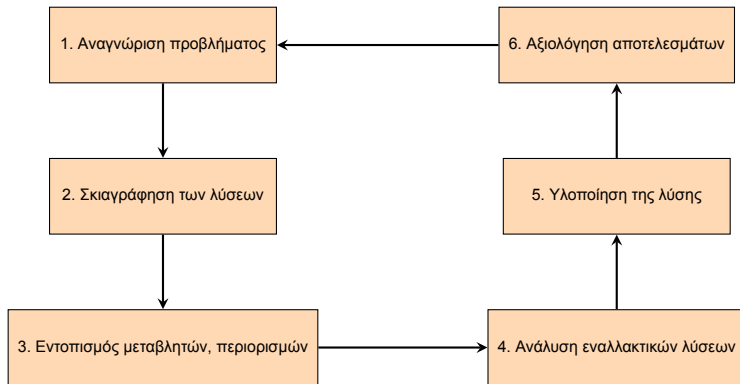 1. Αναγνώριση προβλήματος
2. Σκιαγράφηση των λύσεων
3. Εντοπισμός μεταβλητών, περιορισμών
4. Ανάλυση εναλλακτικών λύσεων
5. Υλοποίηση της λύσης
6. Αξιολόγηση αποτελεσμάτων